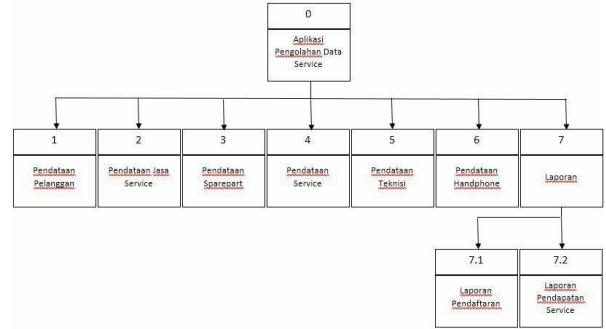 0
Aplikasi
Pengolahan Data
Service
1
Pendataan
Pelanggan
2
Pendataan Jasa
Service
3
Pendataan
Sparepart
4
Pendataan
Service
5
Pendataan
Teknisi
6
Pendataan
Handphone
7
Laporan
7.1
Laporan
Pendaftaran
7.2
Laporan
Pendapatan
Service